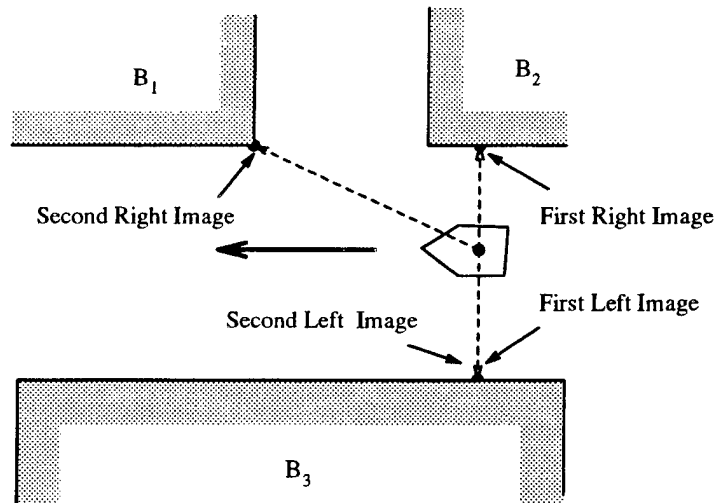 B1
B2
Second Right Image
First Right Image
First Left Image
Second Left Image
B3